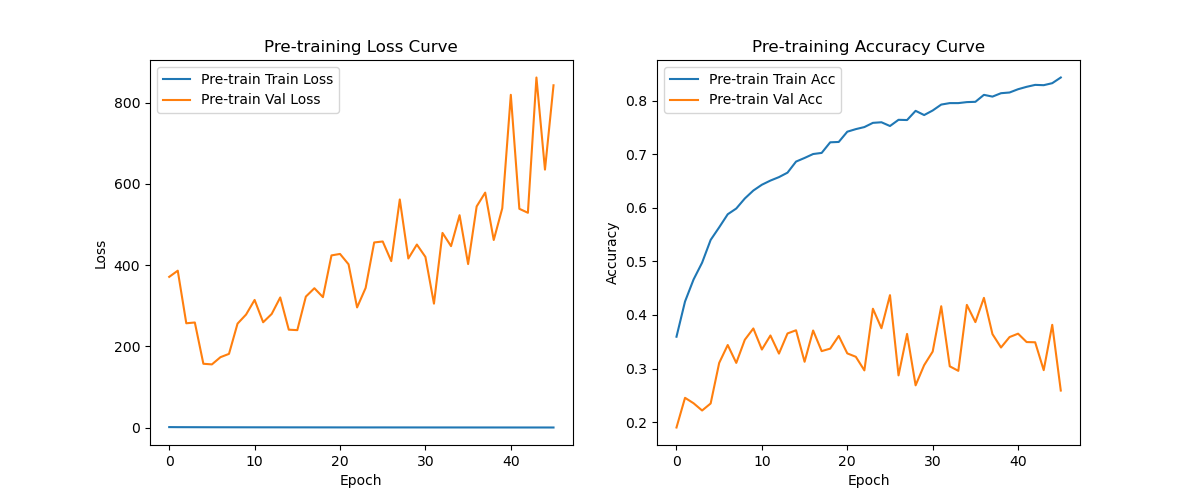 Pre-training Loss Curve
Pre-train Train Loss
Pre-train Val Loss
800
600
400
200
0
Loss
0 10 20 30 40
Epoch
Pre-training Accuracy Curve
Pre-train Train Acc
Pre-train Val Acc
0.8
0.7
0.6
0.5
0.4
0.3
0.2
Accuracy
0 10 20 30 40
Epoch